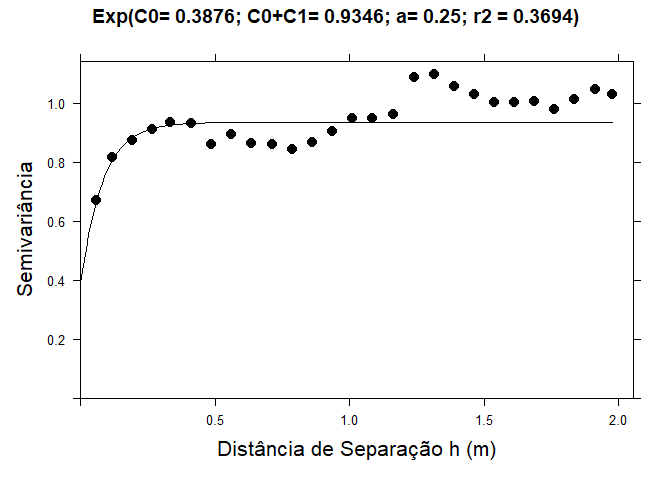 Exp(C0= 0.3876; C0+C1= 0.9346; a= 0.25; r2 = 0.3694)
1.0
0.8
0.6
0.4
0.2
Semivariância
0.5 1.0 1.5 2.0
Distância de Separação h (m)